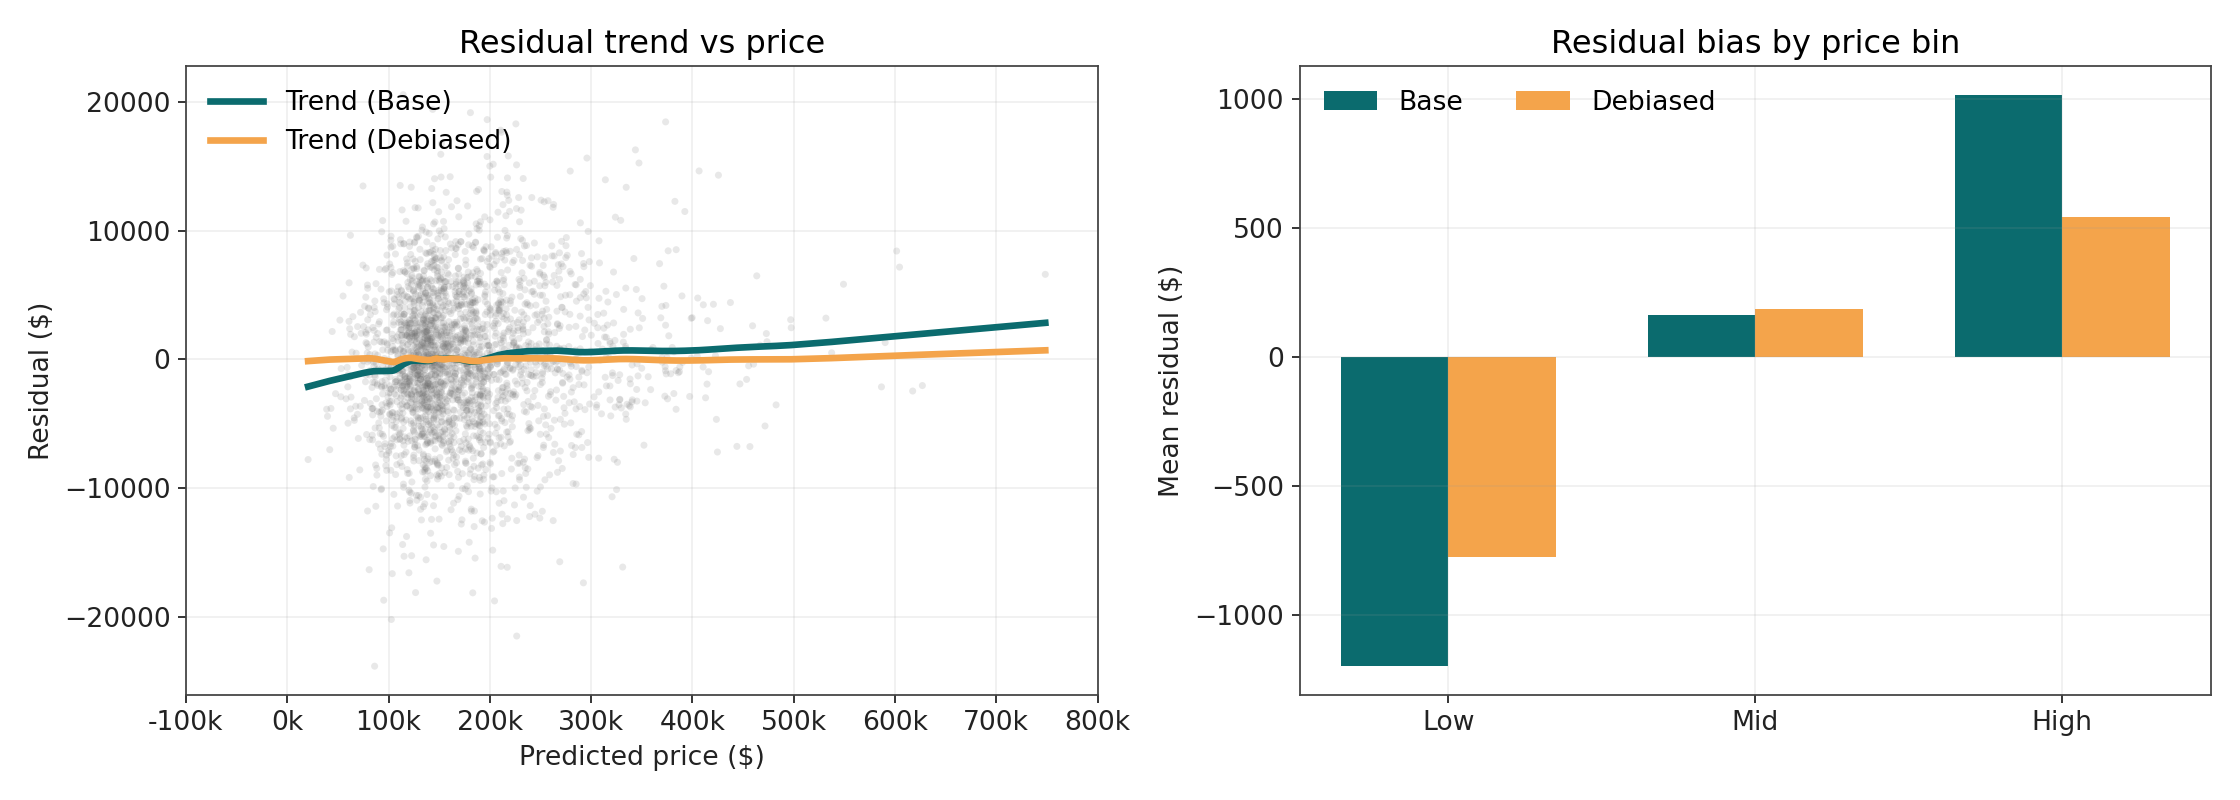 Residual trend vs price
Trend (Base)
Trend (Debiased)
Residual ($)
20000
10000
0
−10000
−20000
-100k 0k 100k 200k 300k 400k 500k 600k 700k 800k
Predicted price ($)
Residual bias by price bin
Base Debiased
Mean residual ($)
1000
500
0
−500
−1000
Low Mid High